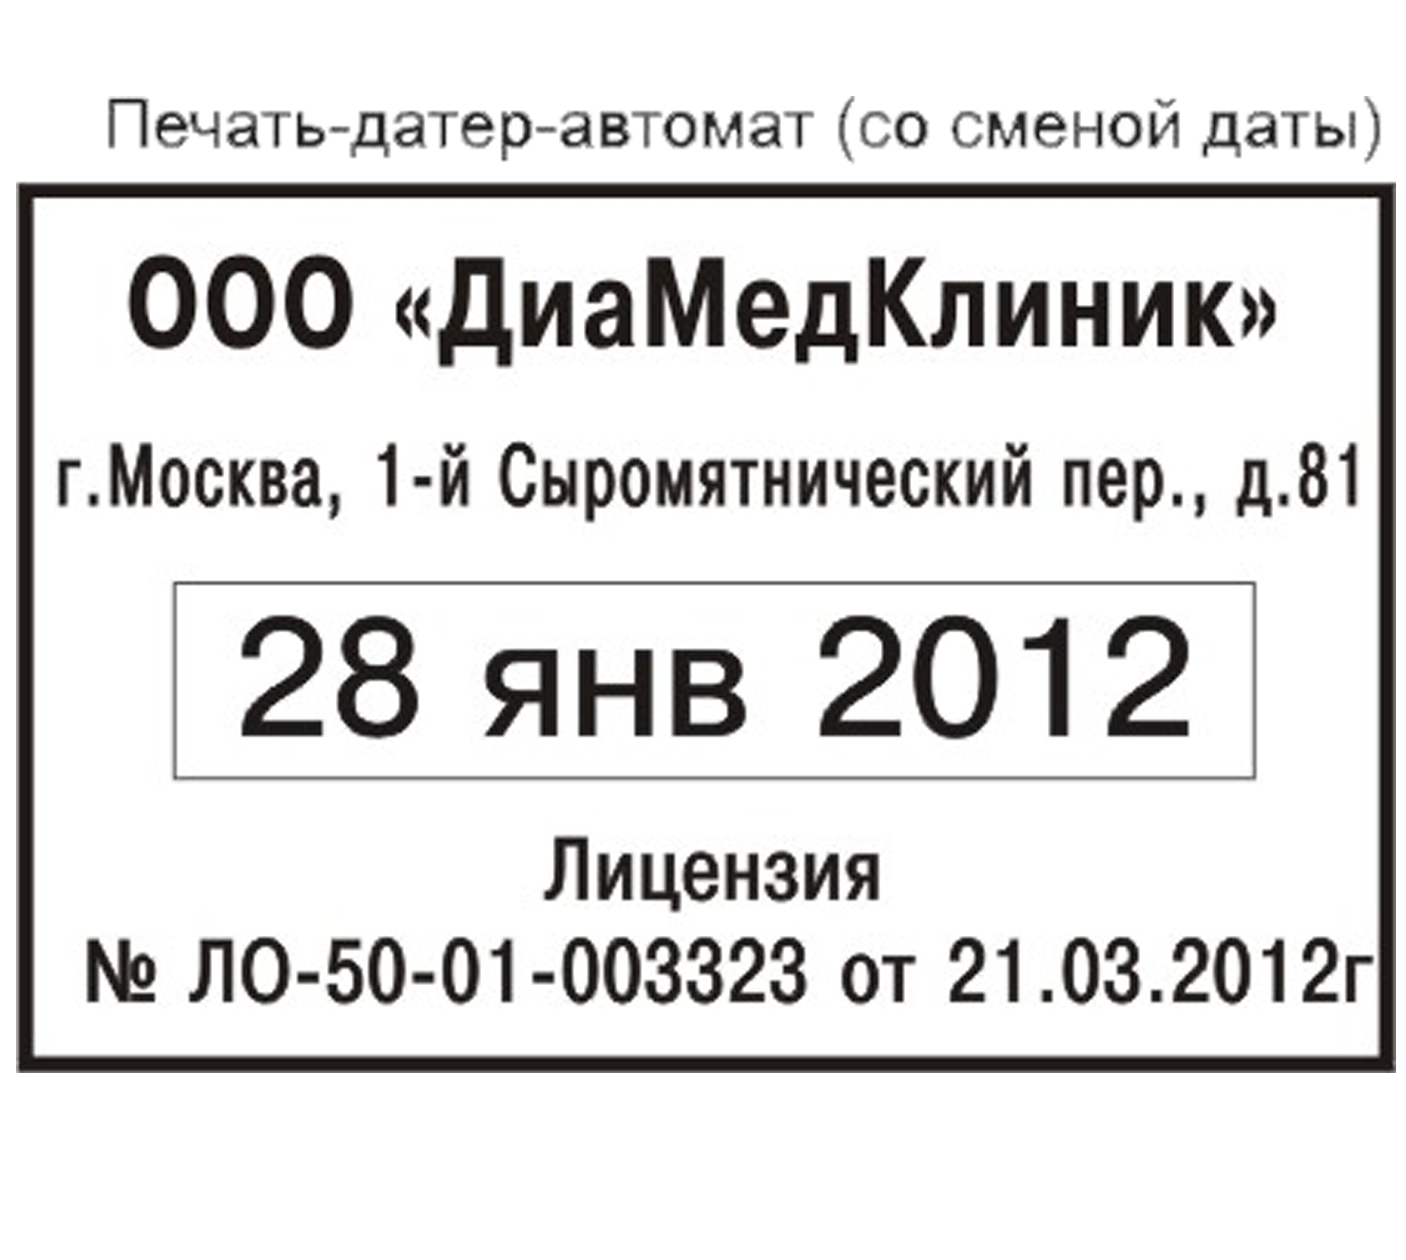 Печать-датер-автомат (со сменой даты)
ООО «ДиаМедКлиник»
г.Москва, 1-й Сыромятнический пер., д.81
28 янв 2012
Лицензия
№ ЛО-50-01-003323 от 21.03.2012г